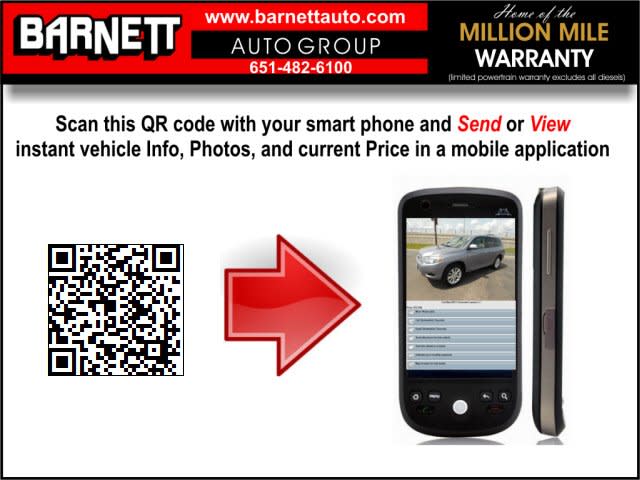 BARNETT
www.barnettauto.com
AUTO GROUP
651-482-6100
Home of the
MILLION MILE
WARRANTY
(limited powertrain warranty excludes all diesels)
Scan this QR code with your smart phone and Send or View
instant vehicle Info, Photos, and current Price in a mobile application